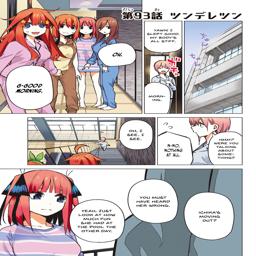 第93話 ツンデレツン
YAWN! I
SLEPT GOOD. MY
BODY'S
ALL STIFF.
OK.
G-GOOD
MORNING.
MORN-
ING.
HMM?
WERE YOU
TALKING
ABOUT
SOME-
THING?
N-NO,
NOTHING
AT ALL.
OH, I
SEE, I
SEE.
ICHIKA'S
MOVING
OUT?
YOU MUST
HAVE HEARD
HER WRONG.
YEAH, JUST
LOOK AT HOW
MUCH FUN
SHE HAD AT
THE POOL THE
OTHER DAY.